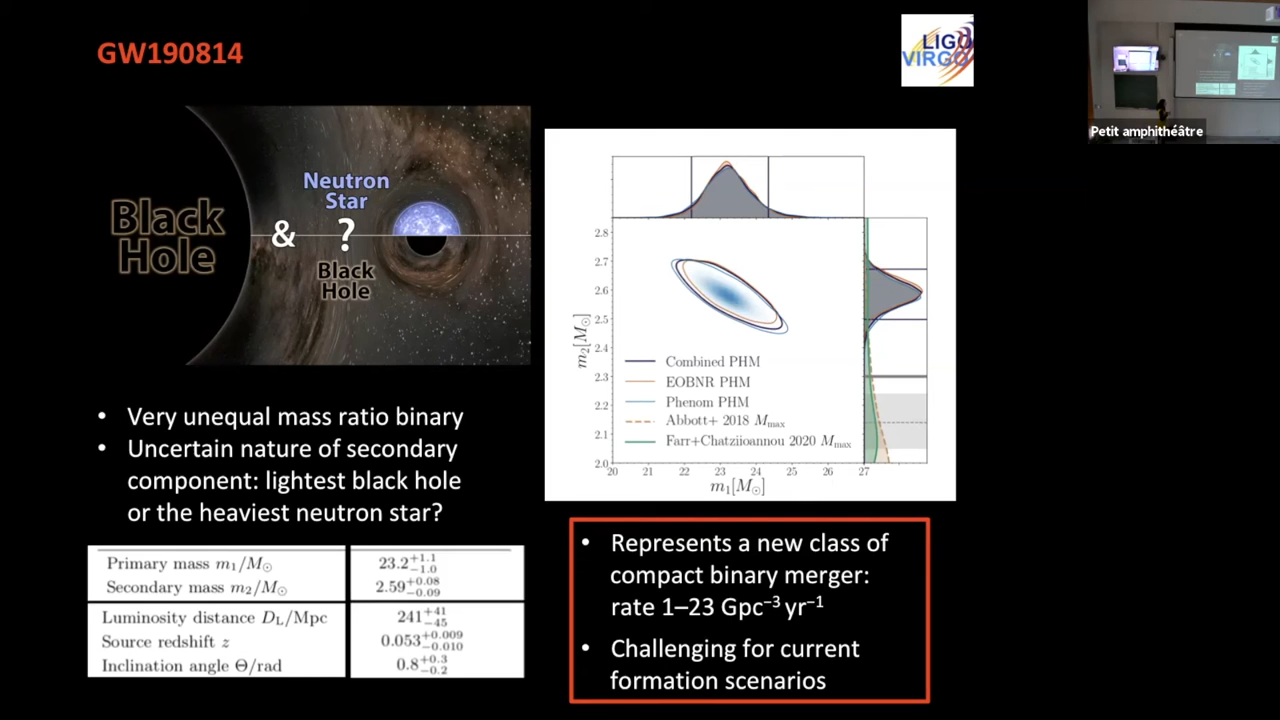 GW190814
LIGO
VIRGO
Petit amphithéâtre
Black
Hole
&
Neutron
Star
?
Black
Hole
2.8
2.7
2.6
2.5
2.4
2.3
2.2
2.1
2.0
m₂[M⊙]
Combined PHM
EOBNR PHM
Phenom PHM
Abbott+ 2018 Mmax
Farr+Chatziioannou 2020 Mmax
20 21 22 23 24 25 26 27
m₁[M⊙]
• Very unequal mass ratio binary
• Uncertain nature of secondary
component: lightest black hole
or the heaviest neutron star?
Primary mass m₁/M⊙ 23.2+1.1−1.0
Secondary mass m₂/M⊙ 2.59+0.08−0.09
Luminosity distance DL/Mpc 241+41−45
Source redshift z 0.053+0.009−0.010
Inclination angle Θ/rad 0.8+0.3−0.2
• Represents a new class of
compact binary merger:
rate 1–23 Gpc⁻³ yr⁻¹
• Challenging for current
formation scenarios